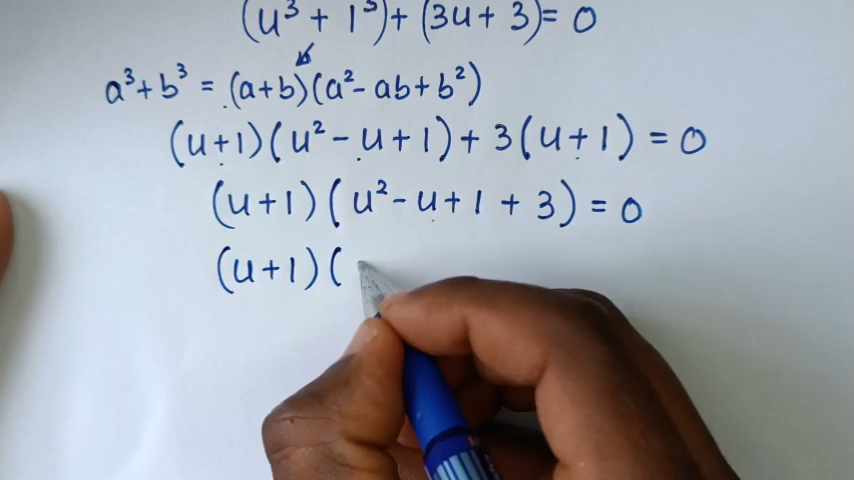 (u³ + 1³) + (3u + 3) = 0
a³ + b³ = (a+b)(a² - ab + b²)
(u+1)(u² - u + 1) + 3(u+1) = 0
(u+1)(u² - u + 1 + 3) = 0
(u+1)(